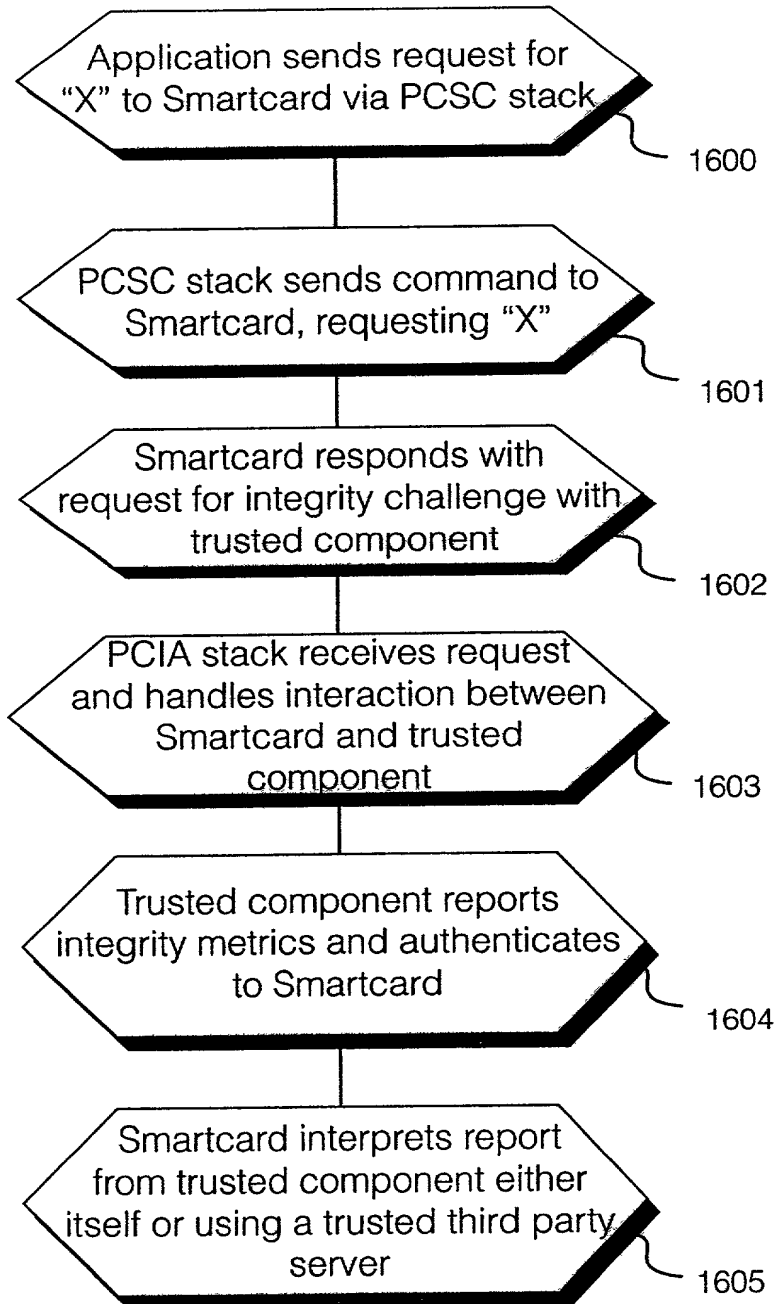 Application sends request for
“X” to Smartcard via PCSC stack
1600
PCSC stack sends command to
Smartcard, requesting “X”
1601
Smartcard responds with
request for integrity challenge with
trusted component
1602
PCIA stack receives request
and handles interaction between
Smartcard and trusted
component
1603
Trusted component reports
integrity metrics and authenticates
to Smartcard
1604
Smartcard interprets report
from trusted component either
itself or using a trusted third party
server
1605